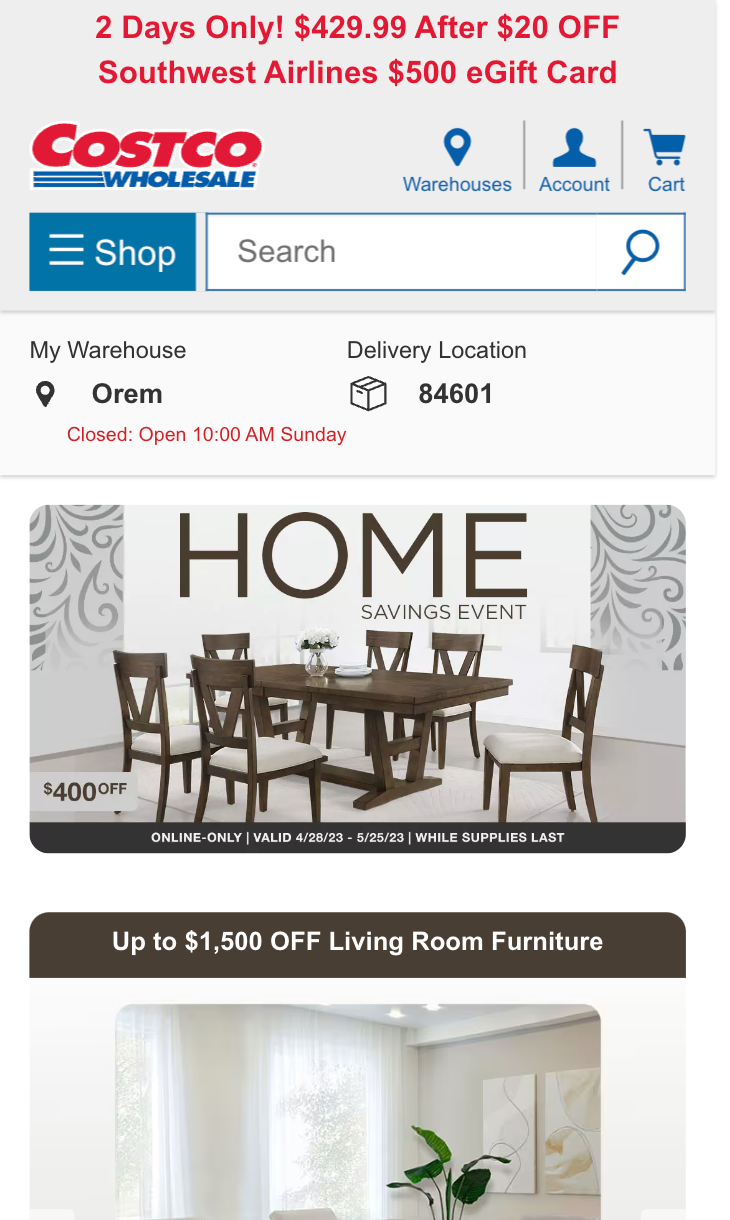 2 Days Only! $429.99 After $20 OFF
Southwest Airlines $500 eGift Card
COSTCO
WHOLESALE
Warehouses
Account
Cart
Shop
Search
My Warehouse
Delivery Location
Orem
84601
Closed: Open 10:00 AM Sunday
HOME
SAVINGS EVENT
$400 OFF
ONLINE-ONLY | VALID 4/28/23 - 5/25/23 | WHILE SUPPLIES LAST
Up to $1,500 OFF Living Room Furniture